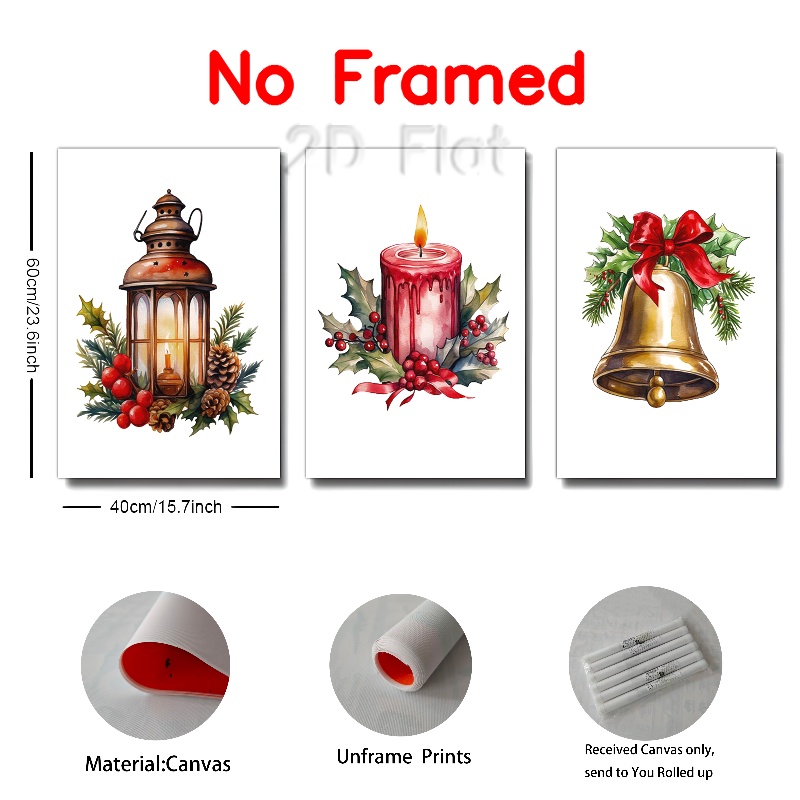 No Framed
2D Flat
60cm/23.6inch
40cm/15.7inch
Material:Canvas
Unframe Prints
Received Canvas only,
send to You Rolled up